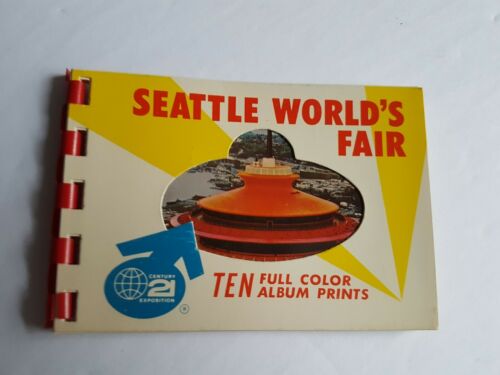 SEATTLE WORLD'S
FAIR
TEN FULL COLOR
ALBUM PRINTS
CENTURY
21
EXPOSITION
®